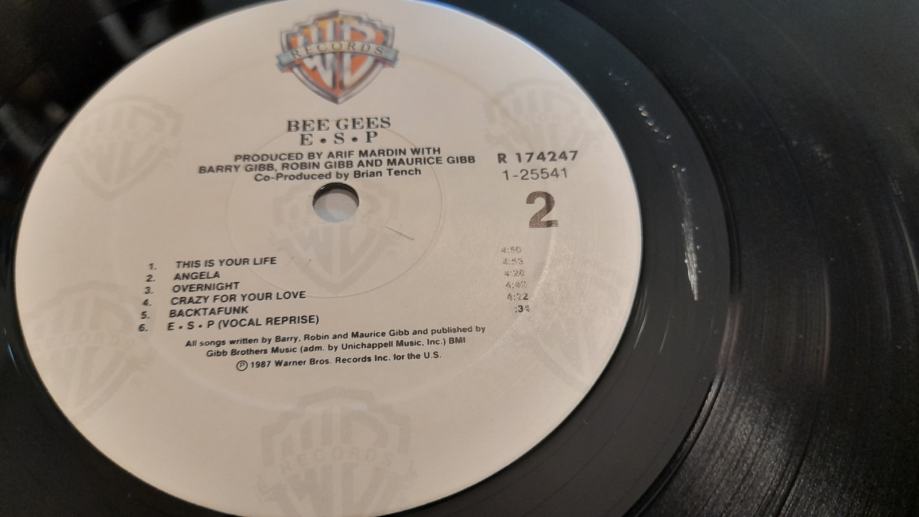 RECORDS
BEE GEES
E • S • P
PRODUCED BY ARIF MARDIN WITH
BARRY GIBB, ROBIN GIBB AND MAURICE GIBB
Co-Produced by Brian Tench
R 174247
1-25541
2
1. THIS IS YOUR LIFE 4:50
2. ANGELA 4:53
3. OVERNIGHT 4:20
4. CRAZY FOR YOUR LOVE
5. BACKTAFUNK 4:22
6. E • S • P (VOCAL REPRISE)
All songs written by Barry, Robin and Maurice Gibb and published by
Gibb Brothers Music (adm. by Unichappell Music, Inc.) BMI
Ⓟ 1987 Warner Bros. Records Inc. for the U.S.
RECORDS